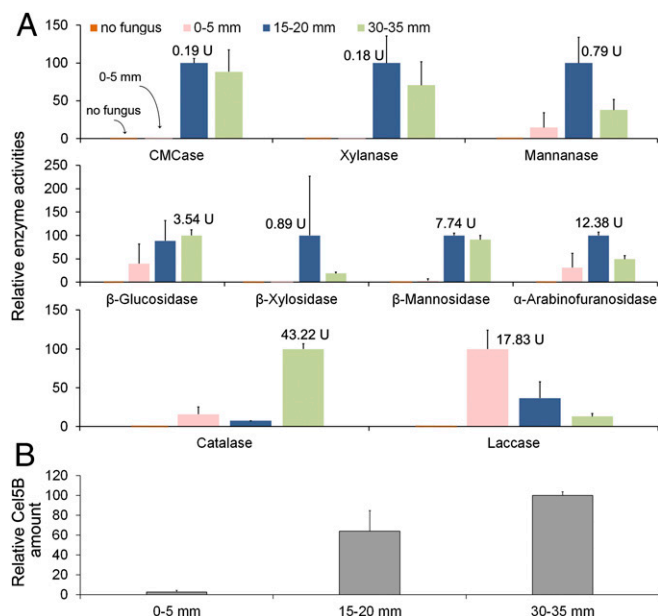 A
no fungus 0-5 mm 15-20 mm 30-35 mm
Relative enzyme activities
150
100
50
0
no fungus
0-5 mm
0.19 U
0.18 U
0.79 U
CMCase Xylanase Mannanase
250
200
150
100
50
0
3.54 U
0.89 U
7.74 U
12.38 U
β-Glucosidase β-Xylosidase β-Mannosidase α-Arabinofuranosidase
150
100
50
0
43.22 U
17.83 U
Catalase Laccase
B
Relative Cel5B
amount
120
100
80
60
40
20
0
0-5 mm 15-20 mm 30-35 mm